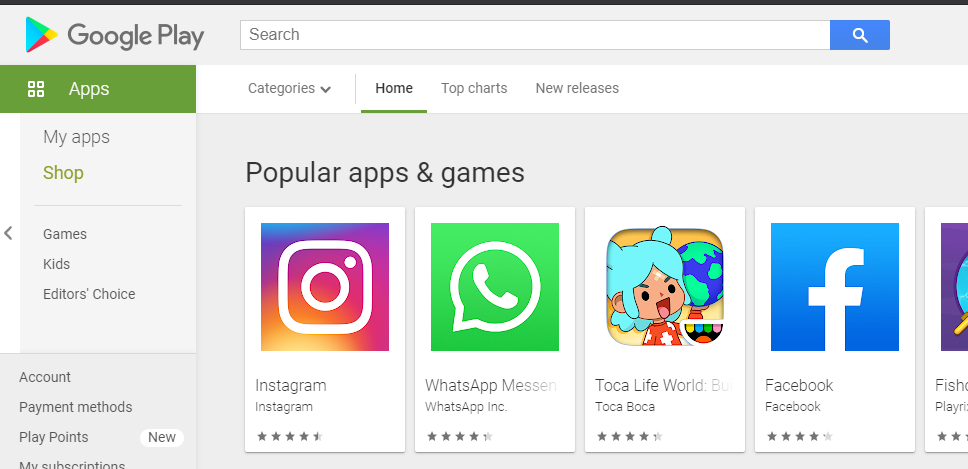 Google Play
Search
Apps
Categories
Home
Top charts
New releases
My apps
Shop
Games
Kids
Editors' Choice
Account
Payment methods
Play Points
New
My subscriptions
Popular apps & games
Instagram
Instagram
WhatsApp Messen
WhatsApp Inc.
Toca Life World: Bu
Toca Boca
Facebook
Facebook
Fish
Playri